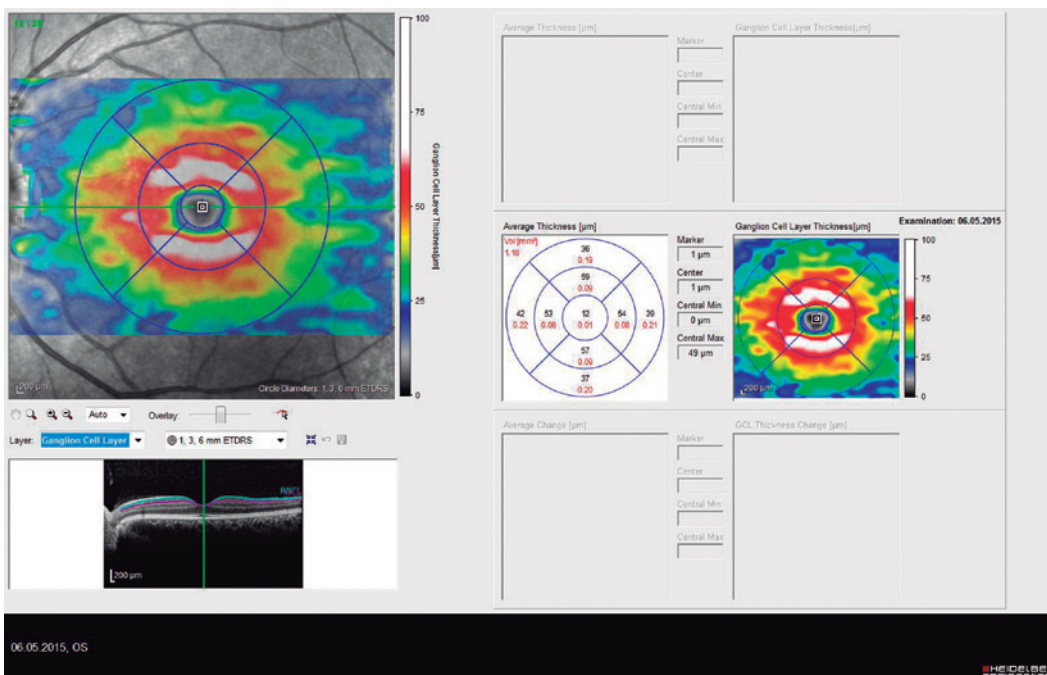 100
75
50
25
0
Ganglion Cell Layer Thickness[µm]
200 µm
Circle Diameters: 1, 3, 6 mm ETDRS
Auto
Overlay:
Layer:
Ganglion Cell Layer
1, 3, 6 mm ETDRS
200 µm
06.05.2015, OS
Average Thickness [µm]
Marker
Center
Central Min
Central Max
Ganglion Cell Layer Thickness[µm]
Examination: 06.05.2015
Average Thickness [µm]
Vol [mm³]
1.18
36
0.19
59
0.09
42
0.22
53
0.08
12
0.01
54
0.08
39
0.21
57
0.09
37
0.20
Marker
1 µm
Center
1 µm
Central Min
0 µm
Central Max
49 µm
Ganglion Cell Layer Thickness[µm]
100
75
50
25
0
200 µm
Average Change [µm]
Marker
Center
Central Min
Central Max
GCL Thickness Change [µm]